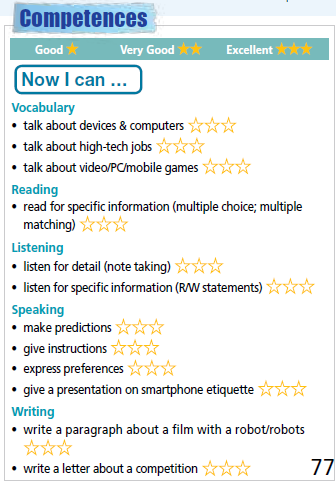 Competences
Good ★ Very Good ★★ Excellent ★★★
Now I can ...
Vocabulary
• talk about devices & computers ☆☆☆
• talk about high-tech jobs ☆☆☆
• talk about video/PC/mobile games ☆☆☆
Reading
• read for specific information (multiple choice; multiple
matching) ☆☆☆
Listening
• listen for detail (note taking) ☆☆☆
• listen for specific information (R/W statements) ☆☆☆
Speaking
• make predictions ☆☆☆
• give instructions ☆☆☆
• express preferences ☆☆☆
• give a presentation on smartphone etiquette ☆☆☆
Writing
• write a paragraph about a film with a robot/robots
☆☆☆
• write a letter about a competition ☆☆☆
77